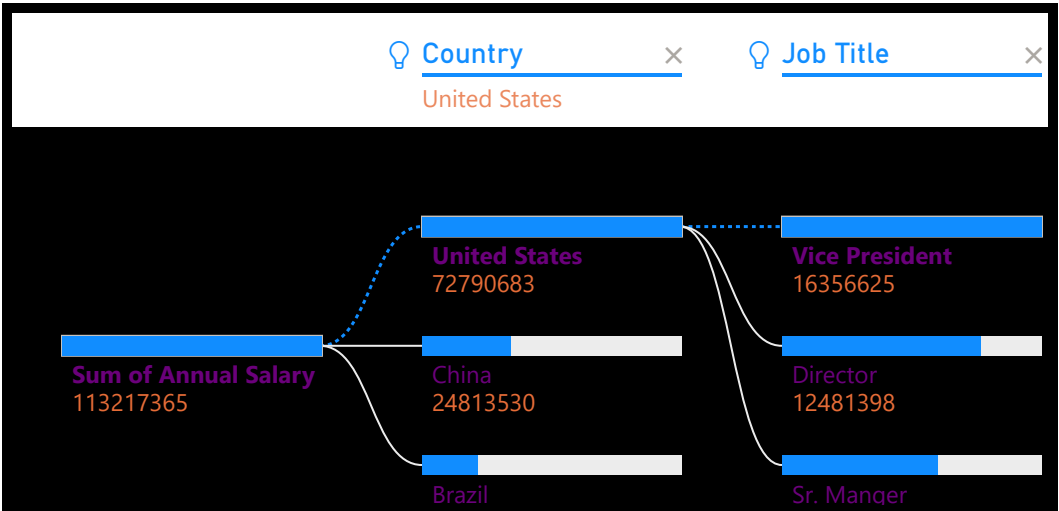 Country
Job Title
United States
United States
72790683
Vice President
16356625
Sum of Annual Salary
113217365
China
24813530
Director
12481398
Brazil
Sr. Manger